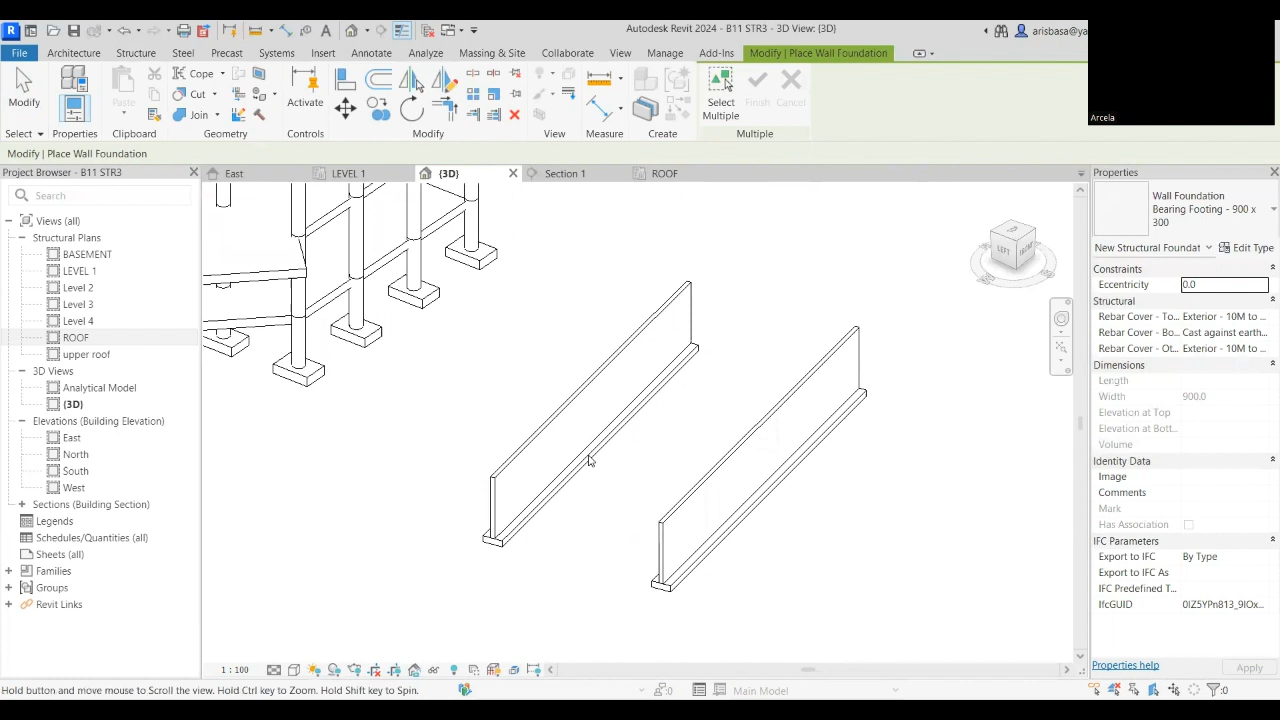 Autodesk Revit 2024 - B11 STR3 - 3D View: {3D}
arisbasa@ya
File Architecture Structure Steel Precast Systems Insert Annotate Analyze Massing & Site Collaborate View Manage Addins Modify | Place Wall Foundation
Modify Paste Cope Cut Join Activate Select Multiple Finish Cancel
Select Properties Clipboard Geometry Controls Modify View Measure Create Multiple
Arcela
Modify | Place Wall Foundation
Project Browser - B11 STR3
East LEVEL 1 {3D} Section 1 ROOF
Search
Views (all)
Structural Plans
BASEMENT
LEVEL 1
Level 2
Level 3
Level 4
ROOF
upper roof
3D Views
Analytical Model
{3D}
Elevations (Building Elevation)
East
North
South
West
Sections (Building Section)
Legends
Schedules/Quantities (all)
Sheets (all)
Families
Groups
Revit Links
LEFT FRONT
Properties
Wall Foundation
Bearing Footing - 900 x
300
New Structural Foundat Edit Type
Constraints
Eccentricity 0.0
Structural
Rebar Cover - To... Exterior - 10M to ...
Rebar Cover - Bo... Cast against earth...
Rebar Cover - Ot... Exterior - 10M to ...
Dimensions
Length
Width 900.0
Elevation at Top
Elevation at Bott...
Volume
Identity Data
Image
Comments
Mark
Has Association
IFC Parameters
Export to IFC By Type
Export to IFC As
IFC Predefined T...
IfcGUID 0IZ5YPn813_9IOx...
Properties help Apply
1 : 100
Hold button and move mouse to Scroll the view. Hold Ctrl key to Zoom. Hold Shift key to Spin. :0 Main Model :0